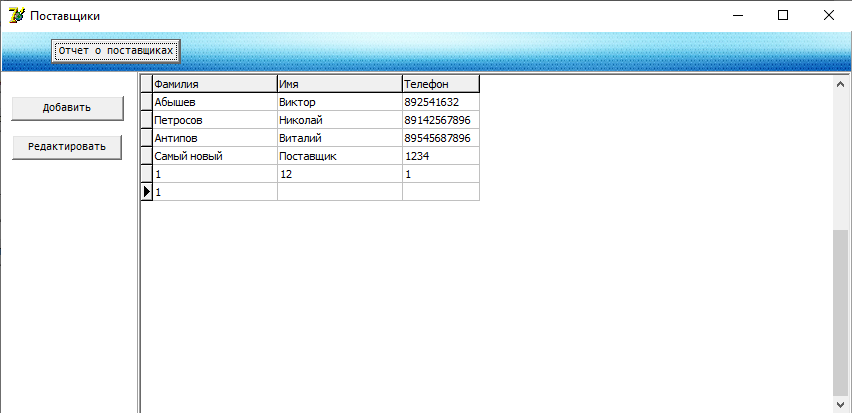 Поставщики
Отчет о поставщиках
Добавить
Редактировать
Фамилия Имя Телефон
Абышев Виктор 892541632
Петросов Николай 89142567896
Антипов Виталий 89545687896
Самый новый Поставщик 1234
1 12 1
1